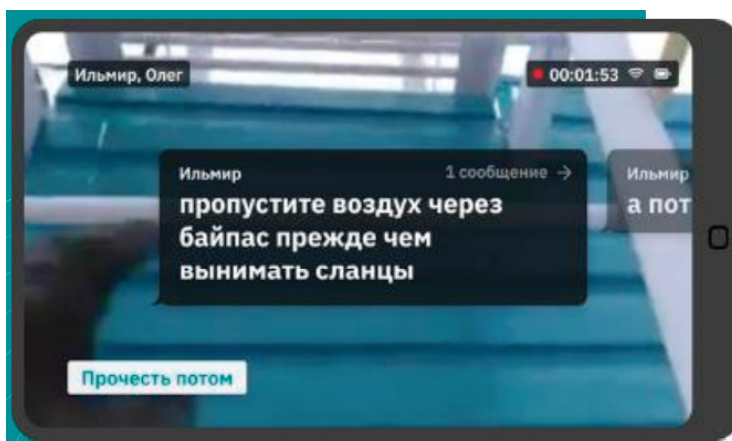 Ильмир, Олег
00:01:53
Ильмир
1 сообщение →
пропустите воздух через
байпас прежде чем
вынимать сланцы
Ильмир
а пот
Прочесть потом